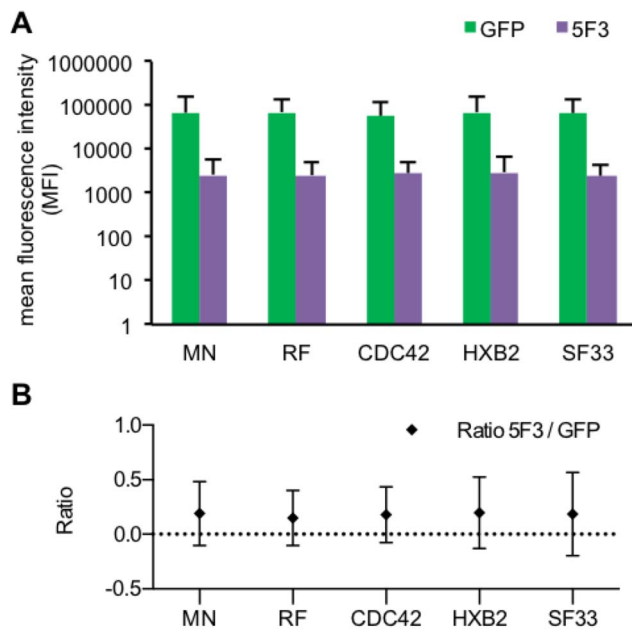 A
GFP 5F3
mean fluorescence intensity
(MFI)
1000000
100000
10000
1000
100
10
1
MN RF CDC42 HXB2 SF33
B
Ratio 5F3 / GFP
Ratio
1.0
0.5
0.0
-0.5
MN RF CDC42 HXB2 SF33